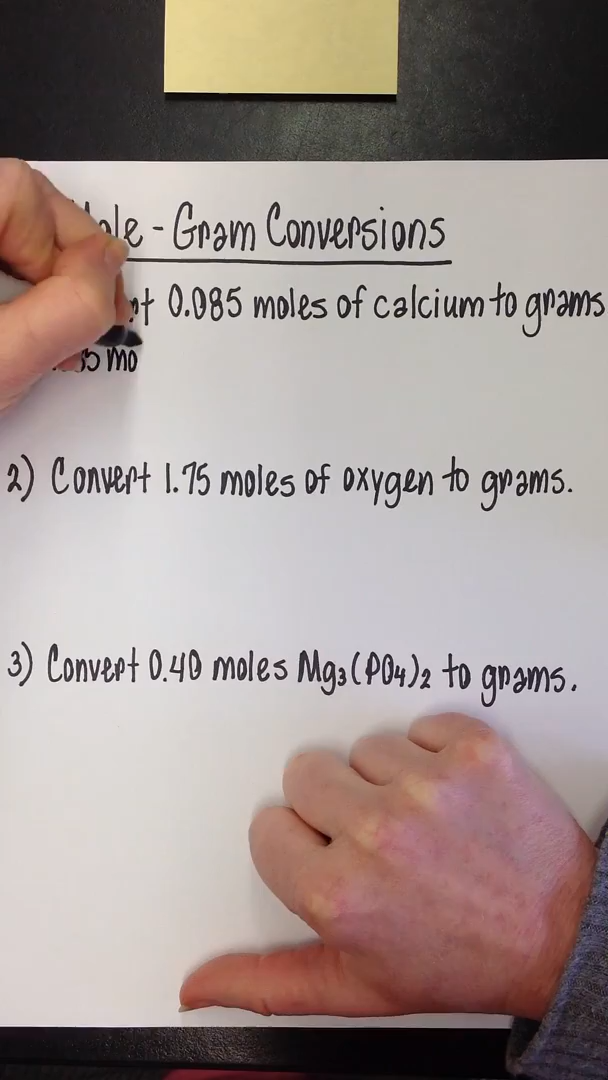 Mole - Gram Conversions
0.085 moles of calcium to grams
mo
2) Convert 1.75 moles of oxygen to grams.
3) Convert 0.40 moles Mg₃(PO₄)₂ to grams.